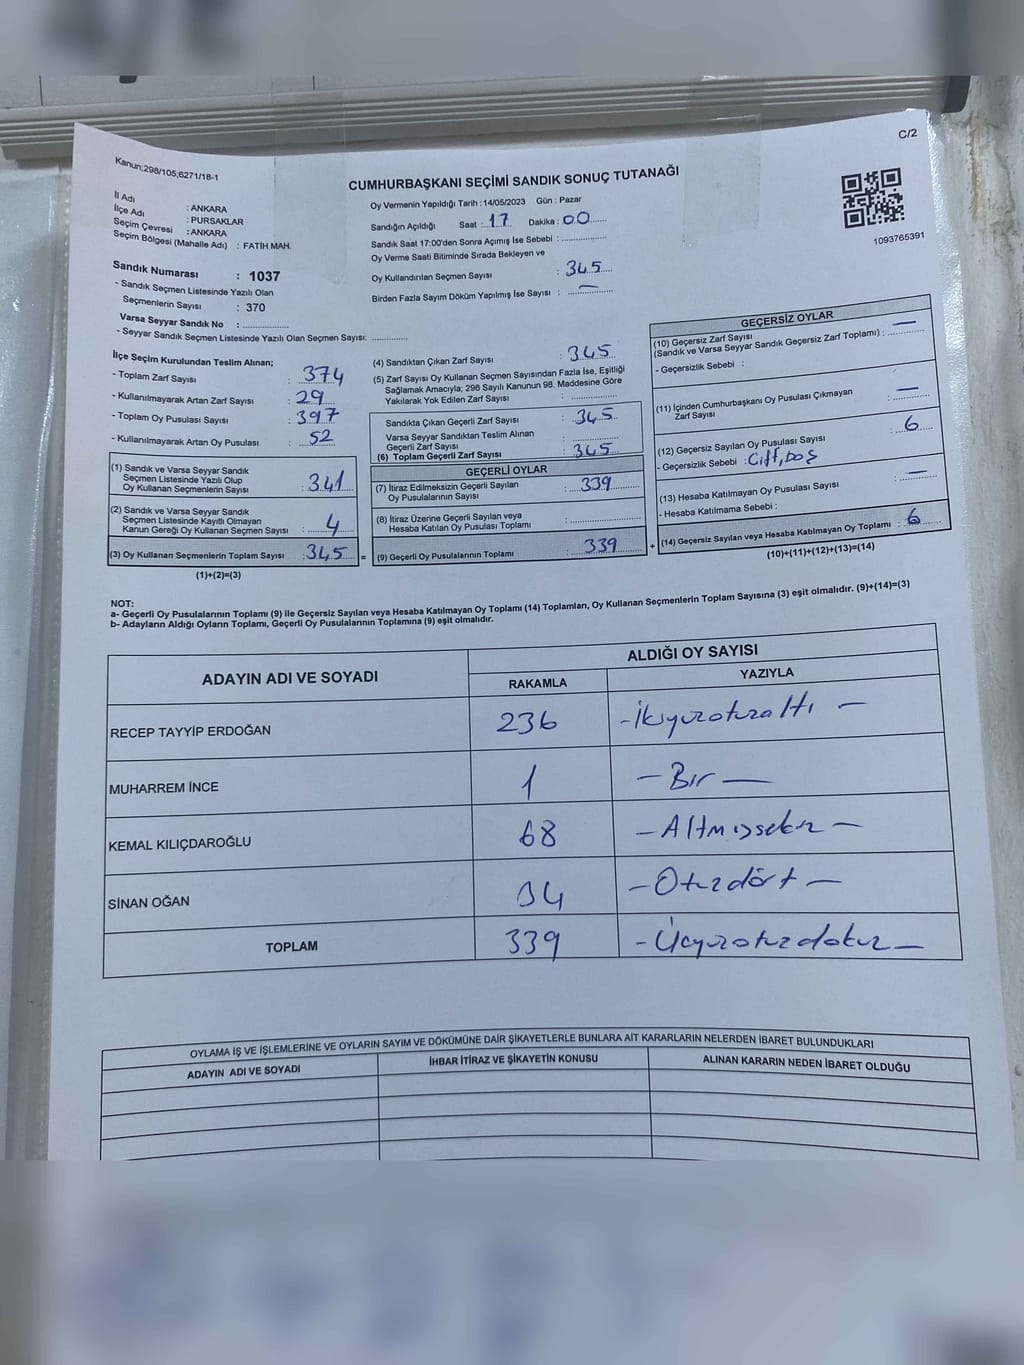 C/2
Kanun;298/105;6271/18-1
CUMHURBAŞKANI SEÇİMİ SANDIK SONUÇ TUTANAĞI
İl Adı : ANKARA
İlçe Adı : PURSAKLAR
Seçim Çevresi : ANKARA
Seçim Bölgesi (Mahalle Adı) : FATİH MAH.
Oy Vermenin Yapıldığı Tarih : 14/05/2023 Gün : Pazar
Sandığın Açıldığı Saat : 17 Dakika : 00
Sandık Saat 17:00'den Sonra Açımış İse Sebebi :
Oy Verme Saati Bitiminde Sırada Bekleyen ve
Oy Kullandırılan Seçmen Sayısı : 345
Birden Fazla Sayım Döküm Yapılmış İse Sayısı : —
1093765391
Sandık Numarası : 1037
- Sandık Seçmen Listesinde Yazılı Olan
Seçmenlerin Sayısı : 370
Varsa Seyyar Sandık No :
- Seyyar Sandık Seçmen Listesinde Yazılı Olan Seçmen Sayısı:
İlçe Seçim Kurulundan Teslim Alınan;
- Toplam Zarf Sayısı : 374
- Kullanılmayarak Artan Zarf Sayısı : 29
- Toplam Oy Pusulası Sayısı : 397
- Kullanılmayarak Artan Oy Pusulası : 52
(1) Sandık ve Varsa Seyyar Sandık
Seçmen Listesinde Yazılı Olup
Oy Kullanan Seçmenlerin Sayısı : 341
(2) Sandık ve Varsa Seyyar Sandık
Seçmen Listesinde Kayıtlı Olmayan
Kanun Gereği Oy Kullanan Seçmen Sayısı : 4
(3) Oy Kullanan Seçmenlerin Toplam Sayısı : 345 =
(1)+(2)=(3)
(4) Sandıktan Çıkan Zarf Sayısı : 345
(5) Zarf Sayısı Oy Kullanan Seçmen Sayısından Fazla İse, Eşitliği
Sağlamak Amacıyla; 298 Sayılı Kanunun 98. Maddesine Göre
Yakılarak Yok Edilen Zarf Sayısı :
Sandıkta Çıkan Geçerli Zarf Sayısı : 345
Varsa Seyyar Sandıktan Teslim Alınan
Geçerli Zarf Sayısı :
(6) Toplam Geçerli Zarf Sayısı : 345
GEÇERLİ OYLAR
(7) İtiraz Edilmeksizin Geçerli Sayılan
Oy Pusulalarının Sayısı : 339
(8) İtiraz Üzerine Geçerli Sayılan veya
Hesaba Katılan Oy Pusulası Toplamı :
(9) Geçerli Oy Pusulalarının Toplamı : 339 +
GEÇERSİZ OYLAR
(10) Geçersiz Zarf Sayısı
(Sandık ve Varsa Seyyar Sandık Geçersiz Zarf Toplamı) : —
- Geçersizlik Sebebi :
(11) İçinden Cumhurbaşkanı Oy Pusulası Çıkmayan
Zarf Sayısı : —
(12) Geçersiz Sayılan Oy Pusulası Sayısı : 6
- Geçersizlik Sebebi : Çift, boş
(13) Hesaba Katılmayan Oy Pusulası Sayısı : —
- Hesaba Katılmama Sebebi :
(14) Geçersiz Sayılan veya Hesaba Katılmayan Oy Toplamı : 6
(10)+(11)+(12)+(13)=(14)
NOT:
a- Geçerli Oy Pusulalarının Toplamı (9) ile Geçersiz Sayılan veya Hesaba Katılmayan Oy Toplamı (14) Toplamları, Oy Kullanan Seçmenlerin Toplam Sayısına (3) eşit olmalıdır. (9)+(14)=(3)
b- Adayların Aldığı Oyların Toplamı, Geçerli Oy Pusulalarının Toplamına (9) eşit olmalıdır.
ADAYIN ADI VE SOYADI ALDIĞI OY SAYISI
RAKAMLA YAZIYLA
RECEP TAYYİP ERDOĞAN 236 - İkiyüzotuzaltı —
MUHARREM İNCE 1 — Bir —
KEMAL KILIÇDAROĞLU 68 — Altmışsekiz —
SİNAN OĞAN 34 — Otuzdört —
TOPLAM 339 - Üçyüzotuzdokuz —
OYLAMA İŞ VE İŞLEMLERİNE VE OYLARIN SAYIM VE DÖKÜMÜNE DAİR ŞİKAYETLERLE BUNLARA AİT KARARLARIN NELERDEN İBARET BULUNDUKLARI
ADAYIN ADI VE SOYADI İHBAR İTİRAZ VE ŞİKAYETİN KONUSU ALINAN KARARIN NEDEN İBARET OLDUĞU